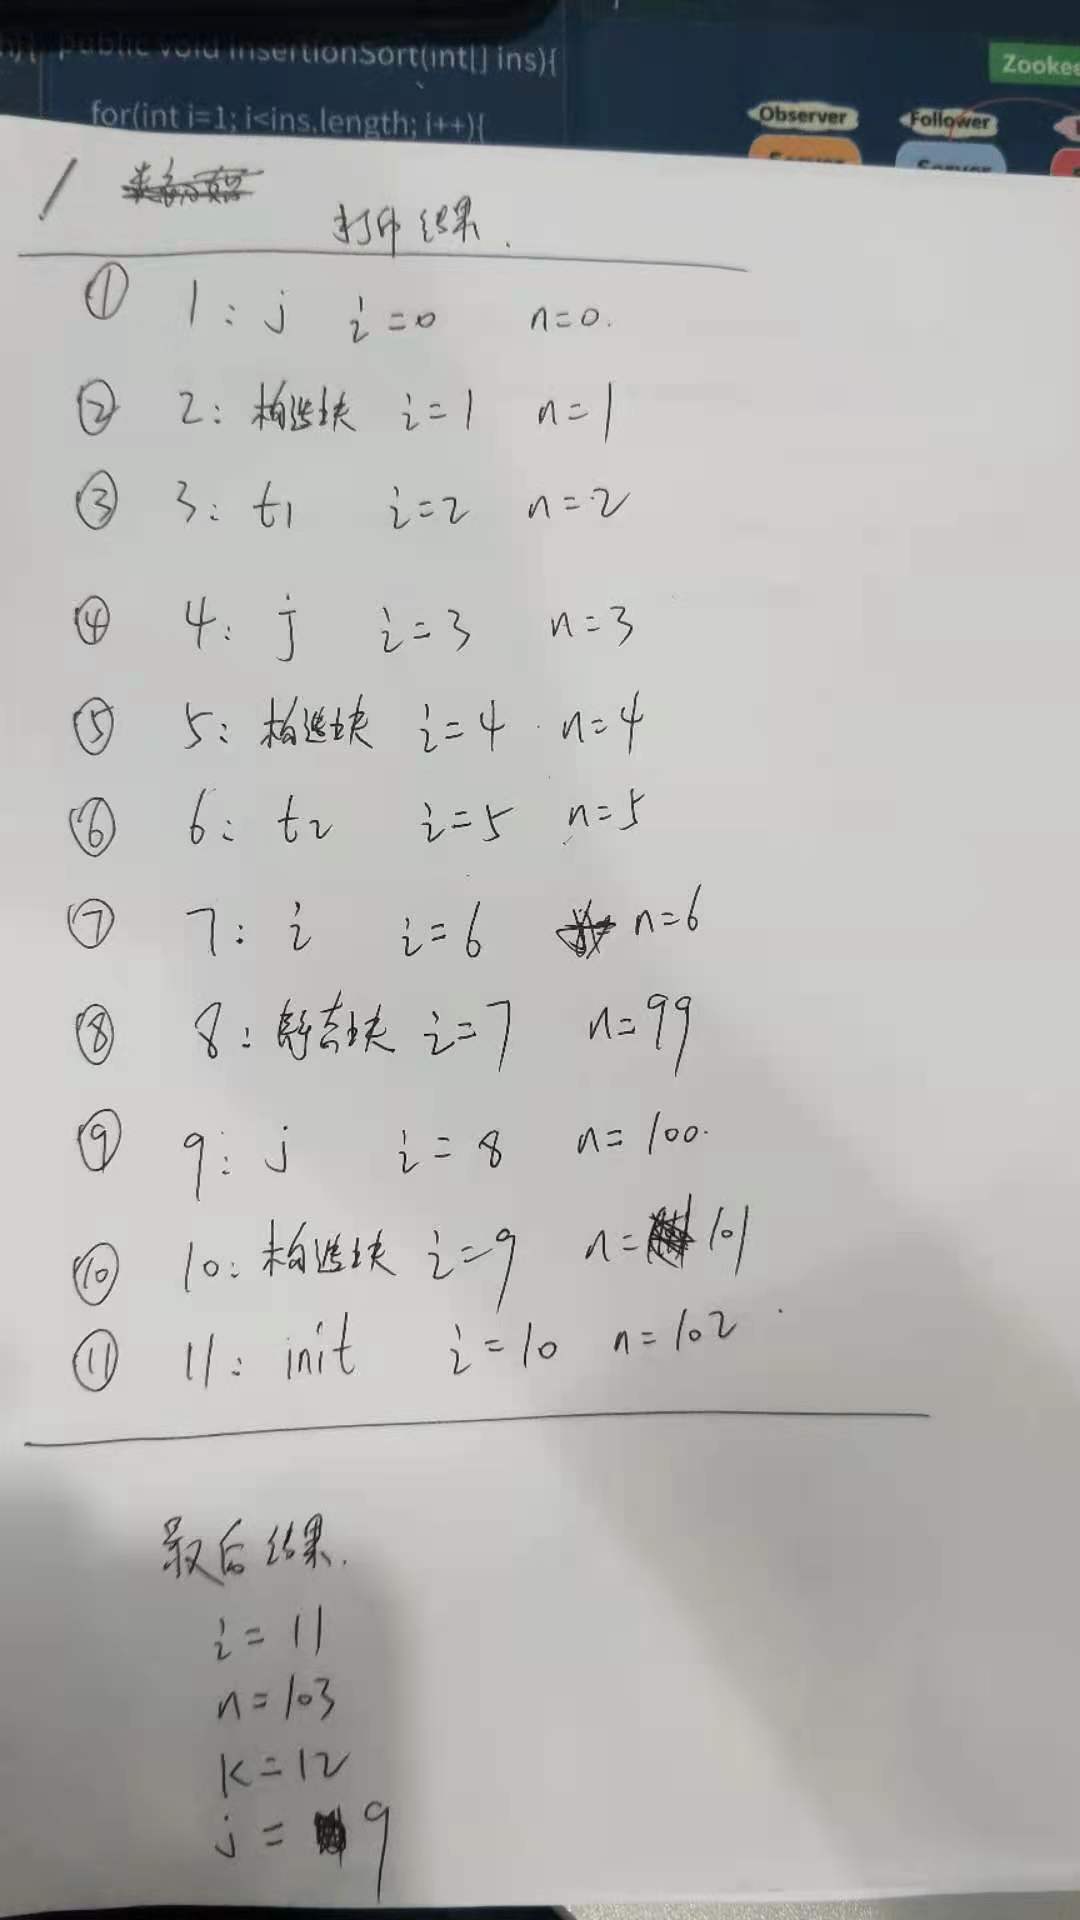 public void InsertionSort(int[] ins){
Zookee
for(int i=1; i<ins.length; i++){
Observer
Follower
Server
Server
1
打印结果.
① 1: j i=0 n=0.
② 2: 构造块 i=1 n=1
③ 3: t1 i=2 n=2
④ 4: j i=3 n=3
⑤ 5: 构造块 i=4 n=4
⑥ 6: t2 i=5 n=5
⑦ 7: i i=6 n=6
⑧ 8: 静态块 i=7 n=99
⑨ 9: j i=8 n=100.
⑩ 10: 构造块 i=9 n=101
⑪ 11: init i=10 n=102
最后结果.
i=11
n=103
k=12
j=9